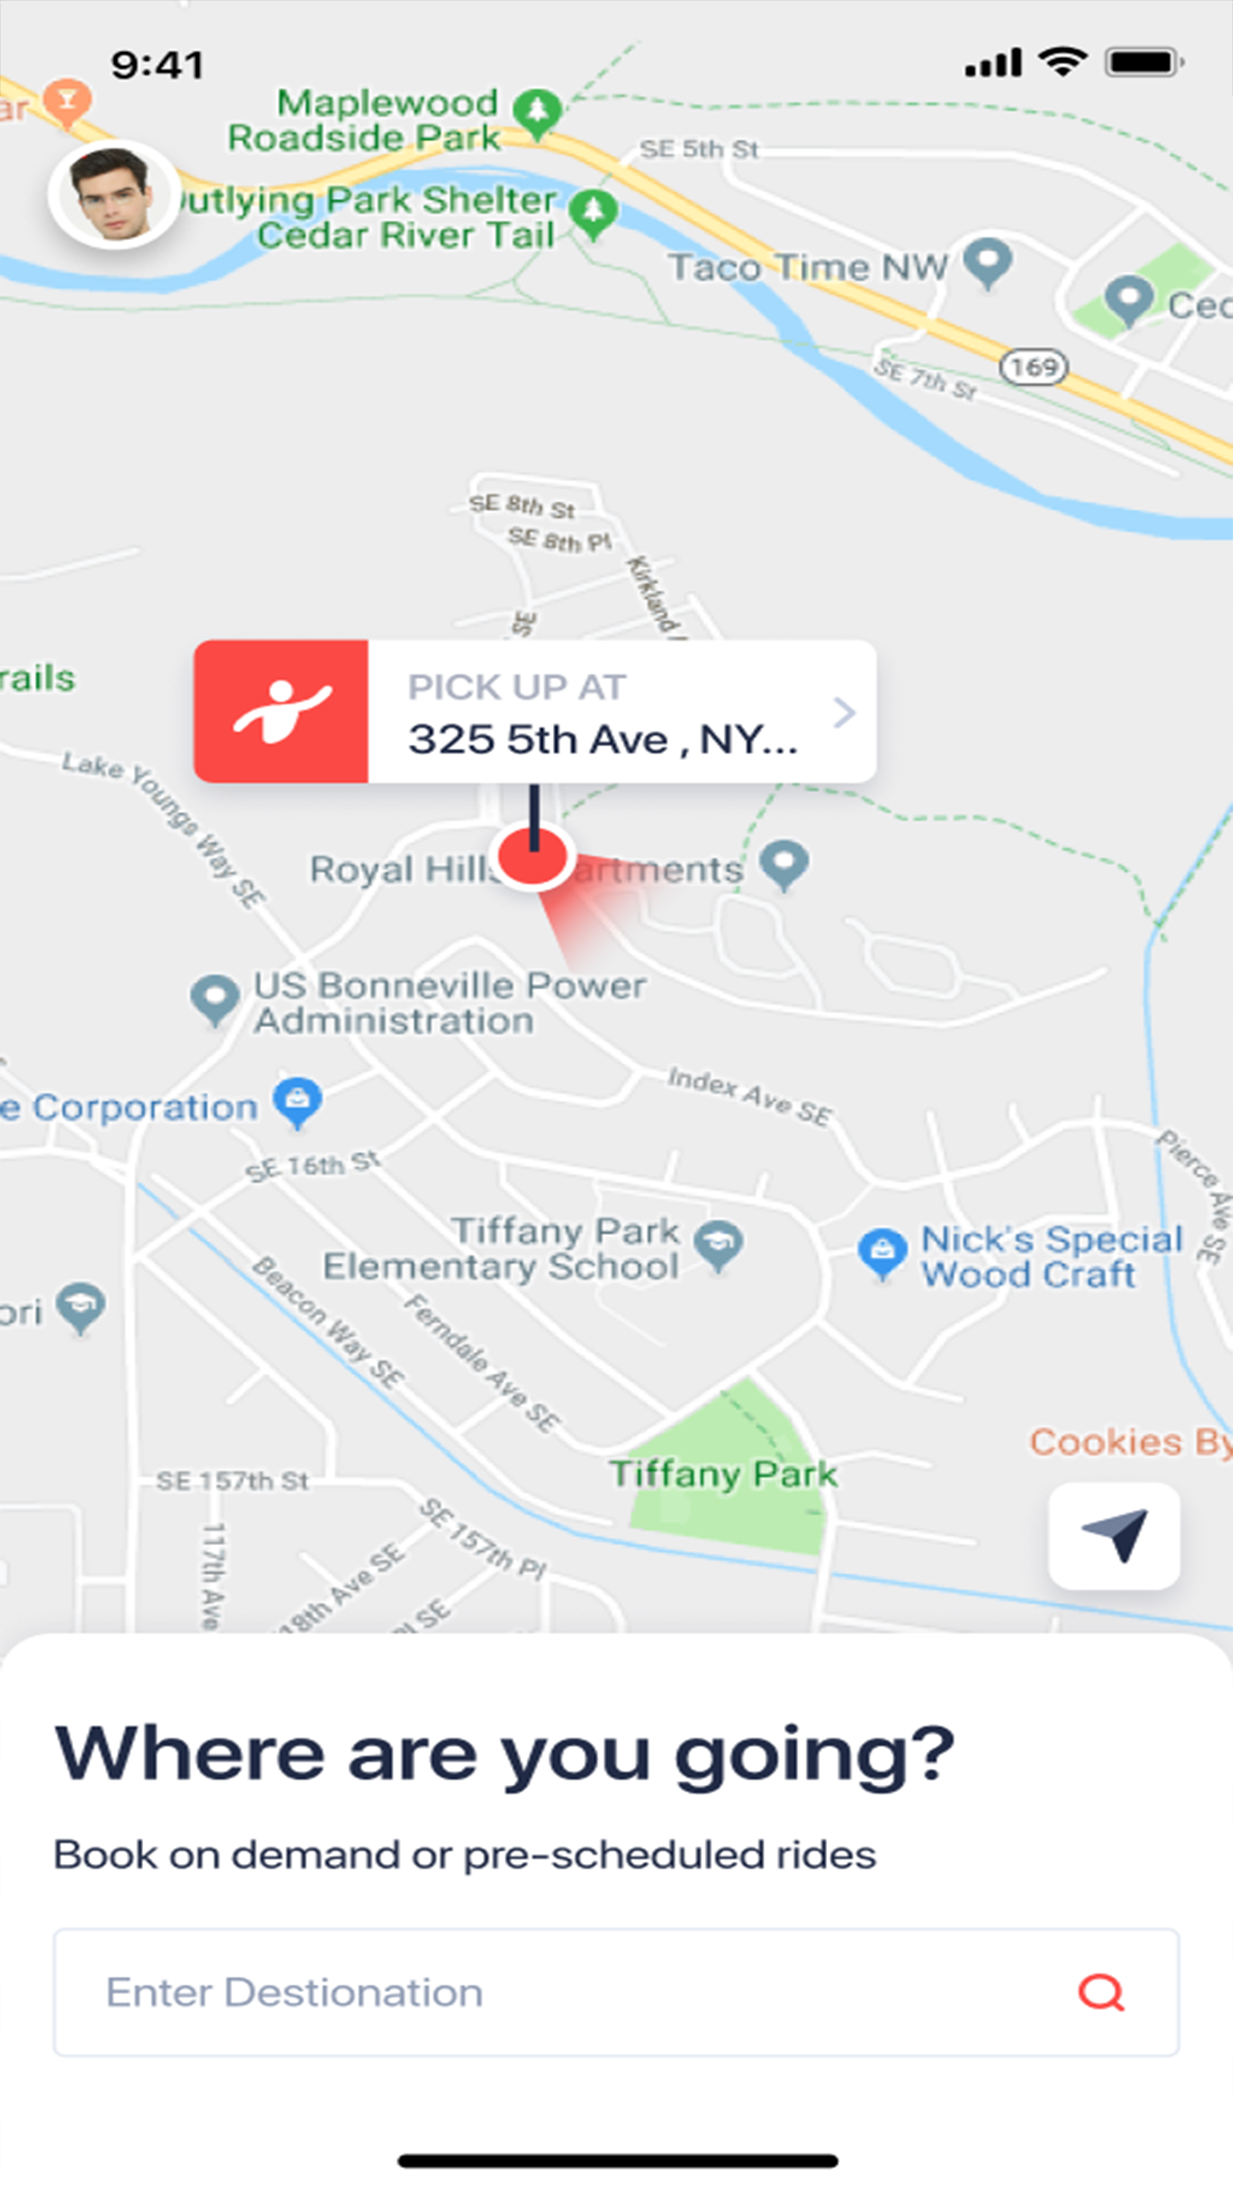 9:41
ar
Maplewood
Roadside Park
SE 5th St
utlying Park Shelter
Cedar River Tail
Taco Time NW
Ced
169
SE 7th St
SE 8th St
SE 8th Pl
Kirkland
SE
rails
PICK UP AT
325 5th Ave , NY...
Lake Youngs Way SE
Royal Hills artments
US Bonneville Power
Administration
Index Ave SE
e Corporation
Pierce Ave SE
SE 16th St
Tiffany Park
Elementary School
Nick's Special
Wood Craft
ori
Beacon Way SE
Ferndale Ave SE
Cookies By
Tiffany Park
SE 157th St
SE 157th Pl
117th Ave
18th Ave SE
Pl SE
Where are you going?
Book on demand or pre-scheduled rides
Enter Destionation